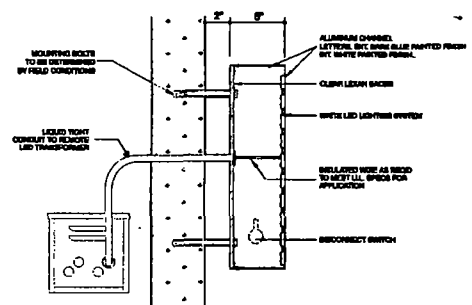 2" 6"
MOUNTING BOLTS
TO BE DETERMINED
BY FIELD CONDITIONS
LIQUID TIGHT
CONDUIT TO REMOTE
LED TRANSFORMER
ALUMINUM CHANNEL
LETTERS. EXT. DARK BLUE PAINTED FINISH
INT. WHITE PAINTED FINISH.
CLEAR LEXAN BACKS
WHITE LED LIGHTING SYSTEM
INSULATED WIRE AS REQ'D
TO MEET U.L. SPECS FOR
APPLICATION
DISCONNECT SWITCH